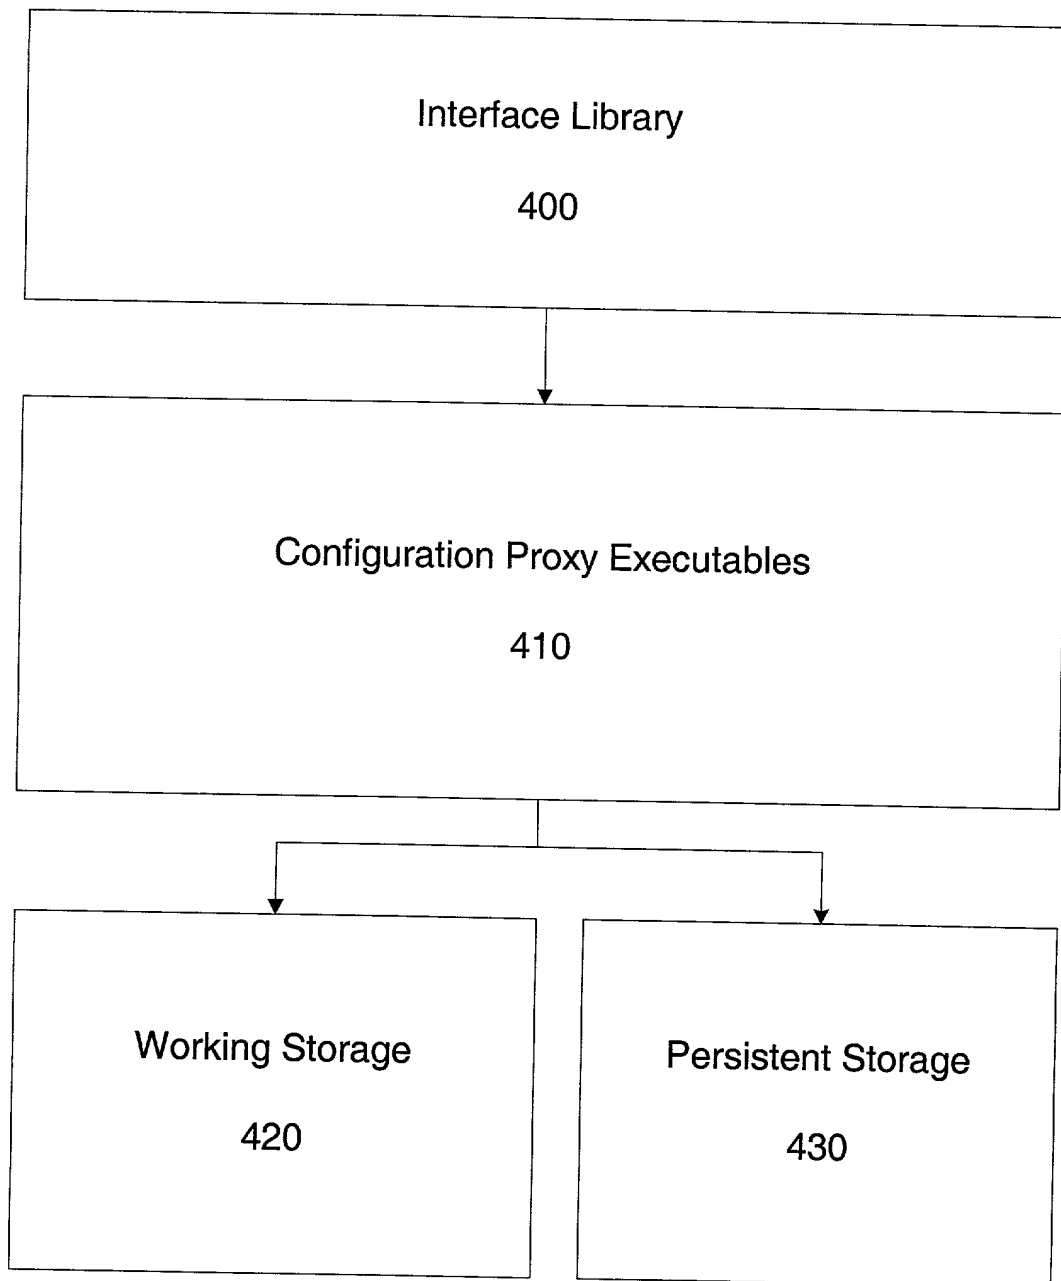 Interface Library
400
Configuration Proxy Executables
410
Working Storage
420
Persistent Storage
430